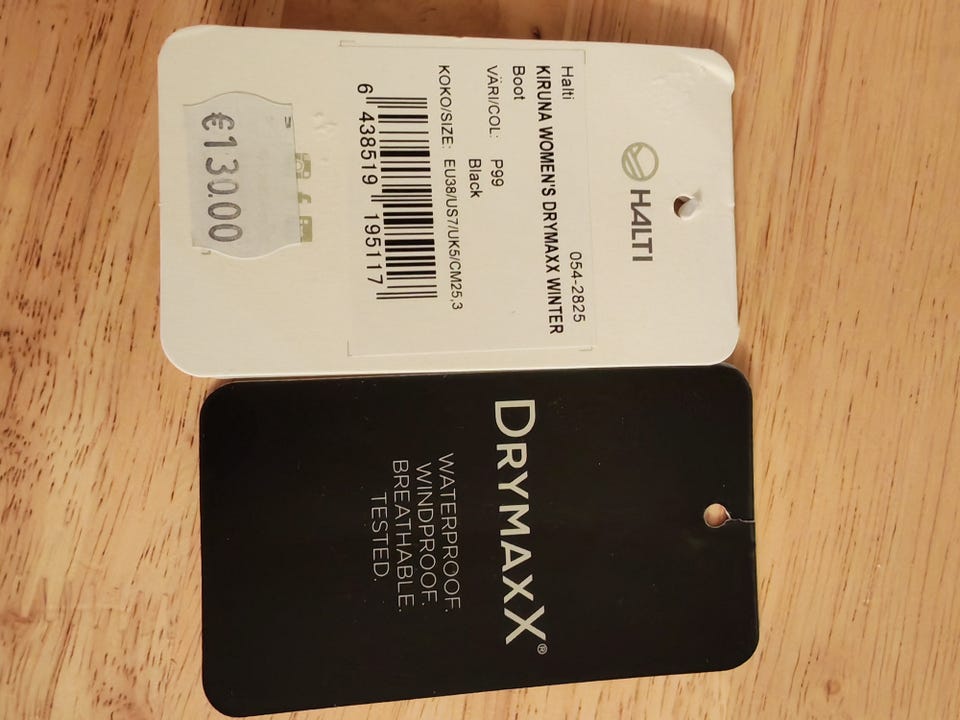 HALTI
054-2825
Halti
KIRUNA WOMEN'S DRYMAXX WINTER
Boot
VÄRI/COL: P99
Black
KOKO/SIZE: EU38/US7/UK5/CM25,3
6 438519 195117
€130.00
DRYMAXX®
WATERPROOF.
WINDPROOF.
BREATHABLE.
TESTED.